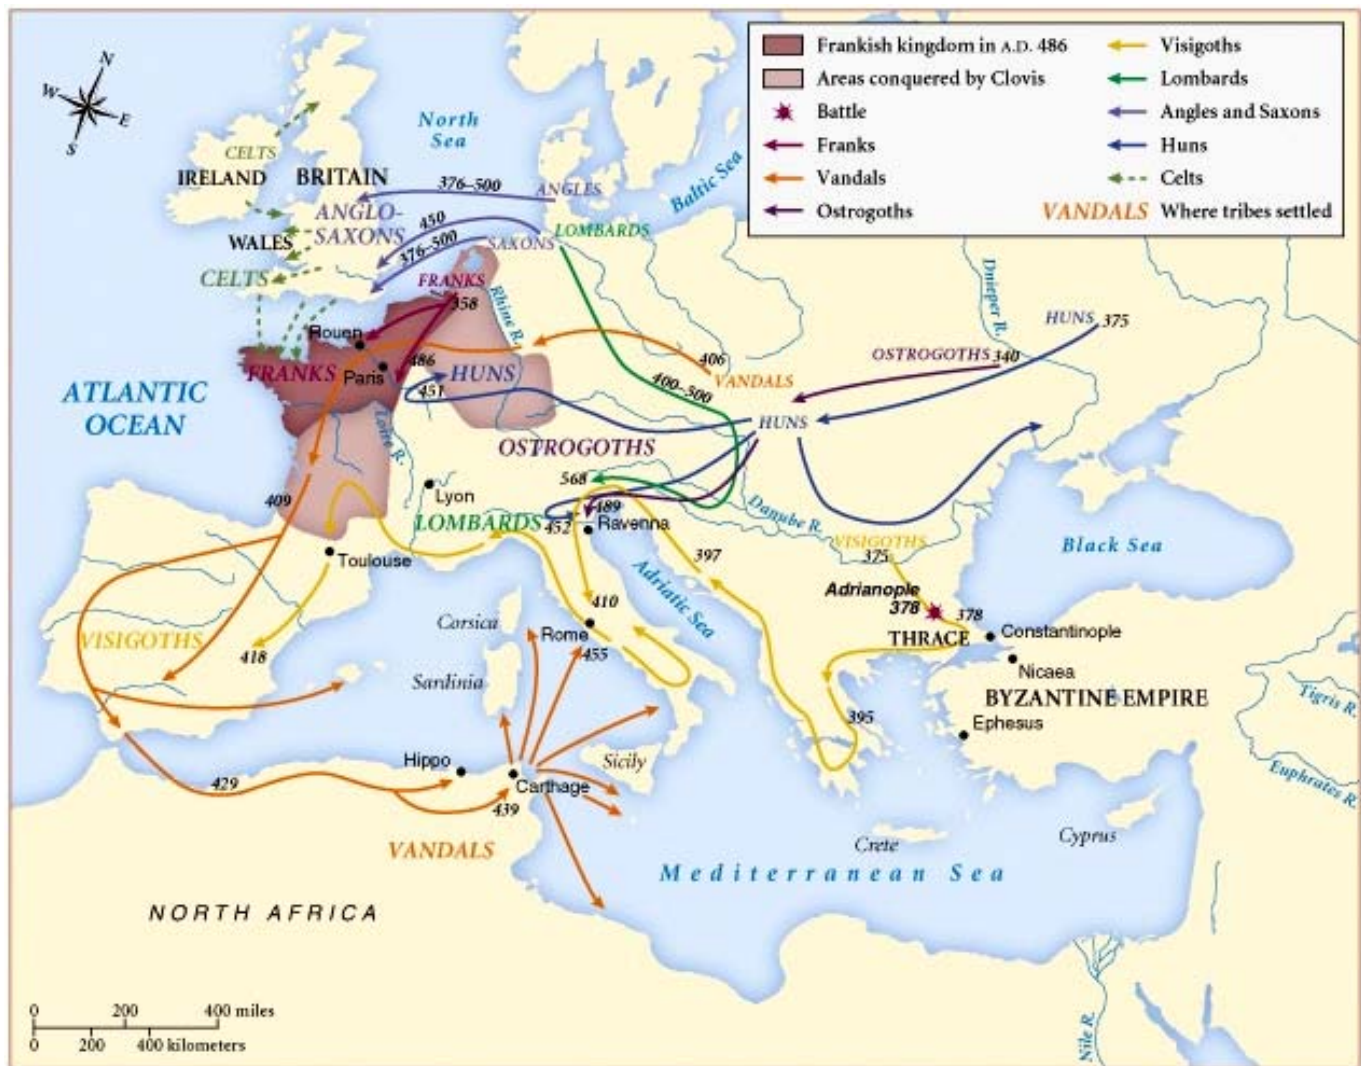 Frankish kingdom in A.D. 486
Areas conquered by Clovis
Battle
Franks
Vandals
Ostrogoths
Visigoths
Lombards
Angles and Saxons
Huns
Celts
VANDALS Where tribes settled
N
W
E
S
North
Sea
Baltic Sea
CELTS
IRELAND
BRITAIN
376–500
ANGLES
ANGLO-
SAXONS
450
WALES
376–500
SAXONS
LOMBARDS
CELTS
FRANKS
358
Rhine R.
Dnieper R.
HUNS
375
Rouen
486
FRANKS
Paris
451
HUNS
406
VANDALS
OSTROGOTHS
340
400–500
ATLANTIC
OCEAN
Loire R.
HUNS
OSTROGOTHS
409
Lyon
568
489
LOMBARDS
452
Ravenna
Danube R.
VISIGOTHS
375
Black Sea
Toulouse
397
Adriatic Sea
Adrianople
378
378
THRACE
Constantinople
Nicaea
Corsica
410
Rome
455
VISIGOTHS
418
Sardinia
BYZANTINE EMPIRE
Tigris R.
395
Ephesus
Hippo
Sicily
Euphrates R.
429
Carthage
439
VANDALS
Crete
Cyprus
Mediterranean Sea
NORTH AFRICA
0 200 400 miles
0 200 400 kilometers
Nile R.